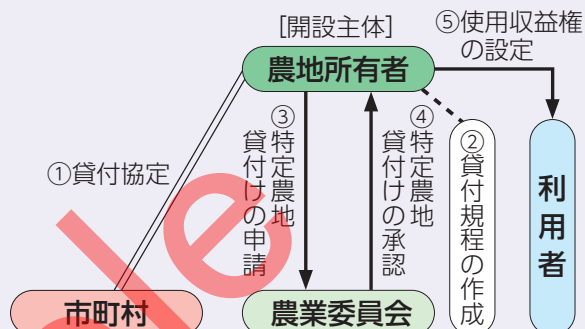 [開設主体]
農地所有者
⑤使用収益権
の設定
①貸付協定
③特定農地
貸付けの申請
④特定農地
貸付けの承認
②貸付規程の作成
利用者
市町村
農業委員会